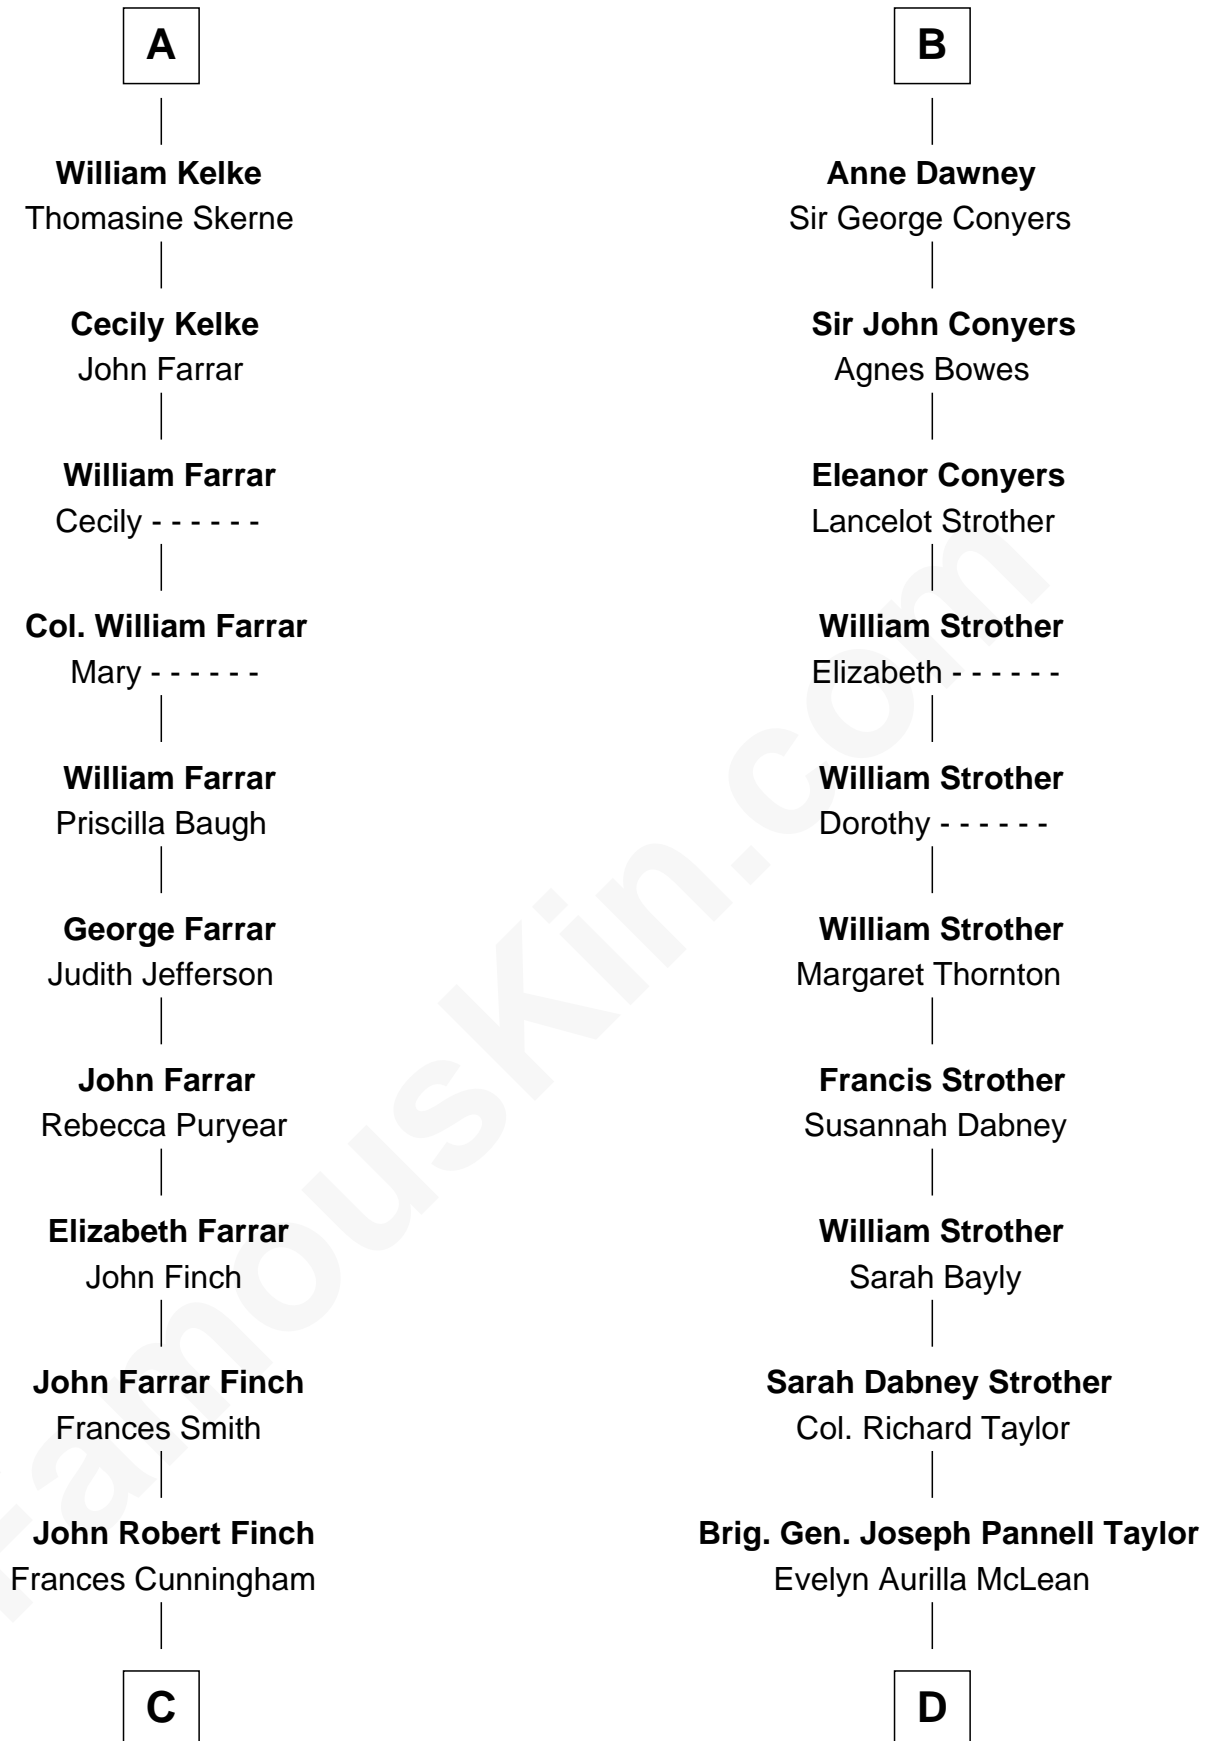 A
William Kelke
Thomasine Skerne
Cecily Kelke
John Farrar
William Farrar
Cecily - - - - - -
Col. William Farrar
Mary - - - - - -
William Farrar
Priscilla Baugh
George Farrar
Judith Jefferson
John Farrar
Rebecca Puryear
Elizabeth Farrar
John Finch
John Farrar Finch
Frances Smith
John Robert Finch
Frances Cunningham
C
B
Anne Dawney
Sir George Conyers
Sir John Conyers
Agnes Bowes
Eleanor Conyers
Lancelot Strother
William Strother
Elizabeth - - - - - -
William Strother
Dorothy - - - - - -
William Strother
Margaret Thornton
Francis Strother
Susannah Dabney
William Strother
Sarah Bayly
Sarah Dabney Strother
Col. Richard Taylor
Brig. Gen. Joseph Pannell Taylor
Evelyn Aurilla McLean
D
FamousKin.com